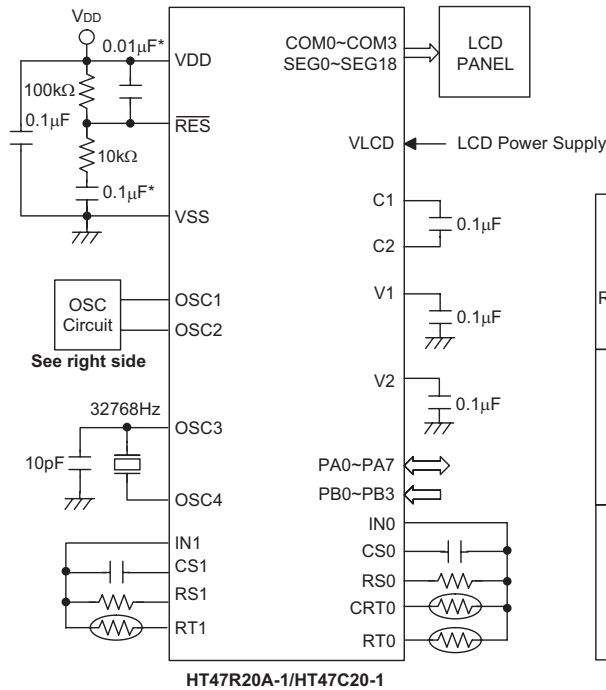 VDD
0.01µF*
VDD
100kΩ
0.1µF
RES
10kΩ
0.1µF*
VSS
OSC
Circuit
OSC1
OSC2
See right side
32768Hz
OSC3
10pF
OSC4
IN1
CS1
RS1
RT1
COM0~COM3
SEG0~SEG18
LCD
PANEL
VLCD
LCD Power Supply
C1
0.1µF
C2
V1
0.1µF
V2
0.1µF
PA0~PA7
PB0~PB3
IN0
CS0
RS0
CRT0
RT0
R
HT47R20A-1/HT47C20-1